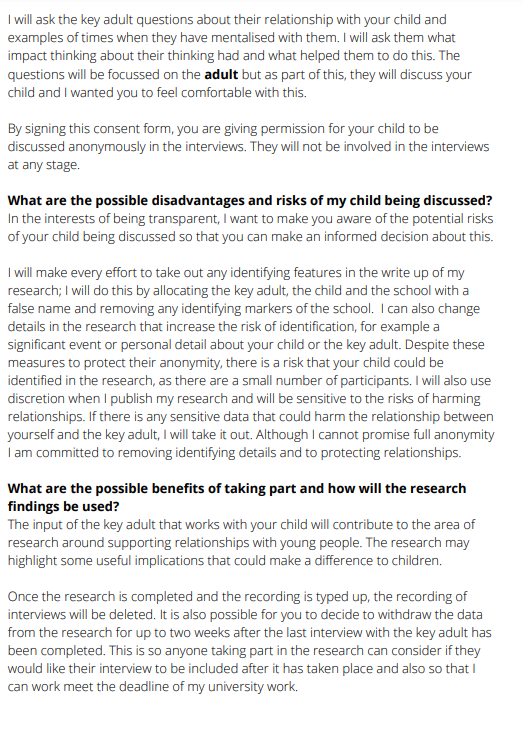 I will ask the key adult questions about their relationship with your child and
examples of times when they have mentalised with them. I will ask them what
impact thinking about their thinking had and what helped them to do this. The
questions will be focussed on the adult but as part of this, they will discuss your
child and I wanted you to feel comfortable with this.
By signing this consent form, you are giving permission for your child to be
discussed anonymously in the interviews. They will not be involved in the interviews
at any stage.
What are the possible disadvantages and risks of my child being discussed?
In the interests of being transparent, I want to make you aware of the potential risks
of your child being discussed so that you can make an informed decision about this.
I will make every effort to take out any identifying features in the write up of my
research; I will do this by allocating the key adult, the child and the school with a
false name and removing any identifying markers of the school.  I can also change
details in the research that increase the risk of identification, for example a
significant event or personal detail about your child or the key adult. Despite these
measures to protect their anonymity, there is a risk that your child could be
identified in the research, as there are a small number of participants. I will also use
discretion when I publish my research and will be sensitive to the risks of harming
relationships. If there is any sensitive data that could harm the relationship between
yourself and the key adult, I will take it out. Although I cannot promise full anonymity
I am committed to removing identifying details and to protecting relationships.
What are the possible benefits of taking part and how will the research
findings be used?
The input of the key adult that works with your child will contribute to the area of
research around supporting relationships with young people. The research may
highlight some useful implications that could make a difference to children.
Once the research is completed and the recording is typed up, the recording of
interviews will be deleted. It is also possible for you to decide to withdraw the data
from the research for up to two weeks after the last interview with the key adult has
been completed. This is so anyone taking part in the research can consider if they
would like their interview to be included after it has taken place and also so that I
can work meet the deadline of my university work.